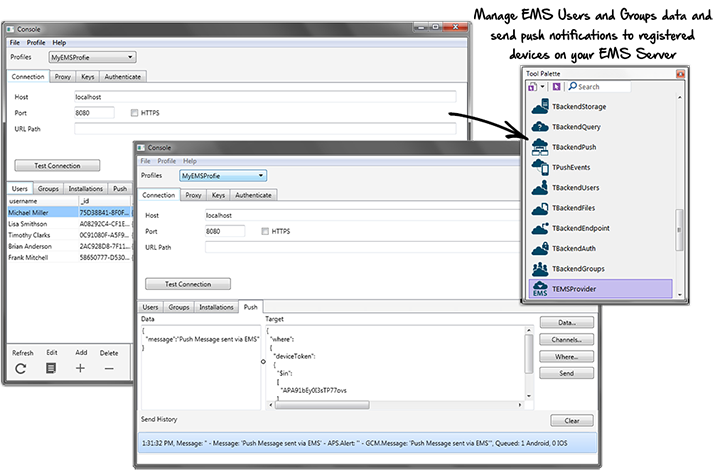 Manage EMS Users and Groups data and
send push notifications to registered
devices on your EMS Server
Console
File Profile Help
Profiles MyEMSProfie
Connection Proxy Keys Authenticate
Host localhost
Port 8080 HTTPS
URL Path
Test Connection
Users Groups Installations Push
username _id
Michael Miller 75D38B41-8F0F...
Lisa Smithson A08292C4-CF1E...
Timothy Clarks 0C91080F-A5F9...
Brian Anderson 2AC928D8-7F11...
Frank Mitchell 58650777-D530...
Refresh Edit Add Delete
Console
File Profile Help
Profiles MyEMSProfie
Connection Proxy Keys Authenticate
Host localhost
Port 8080 HTTPS
URL Path
Test Connection
Users Groups Installations Push
Data Target
{
"message":"Push Message sent via EMS"
}
{
"where":
{
"deviceToken":
{
"$in":
[
"APA91bEy0I3sTP77ovs
]
Data...
Channels...
Where...
Send
Send History
Clear
1:31:32 PM, Message: '' - Message: 'Push Message sent via EMS' - APS.Alert: '' - GCM.Message: 'Push Message sent via EMS'", Queued: 1 Android, 0 IOS
Tool Palette
Search
TBackendStorage
TBackendQuery
TBackendPush
TPushEvents
TBackendUsers
TBackendFiles
TBackendEndpoint
TBackendAuth
TBackendGroups
EMS TEMSProvider